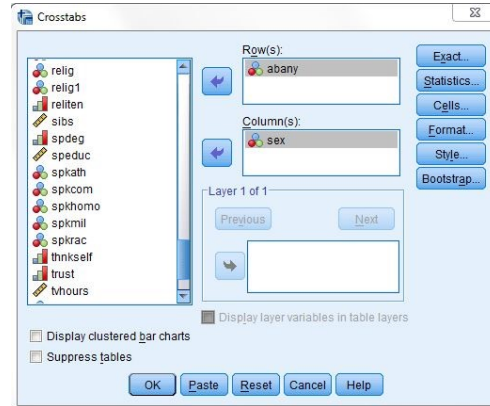 Crosstabs
relig
relig1
reliten
sibs
spdeg
speduc
spkath
spkcom
spkhomo
spkmil
spkrac
thnkself
trust
tvhours
Row(s):
abany
Column(s):
sex
Layer 1 of 1
Previous
Next
Display layer variables in table layers
Exact...
Statistics...
Cells...
Format...
Style...
Bootstrap...
Display clustered bar charts
Suppress tables
OK
Paste
Reset
Cancel
Help